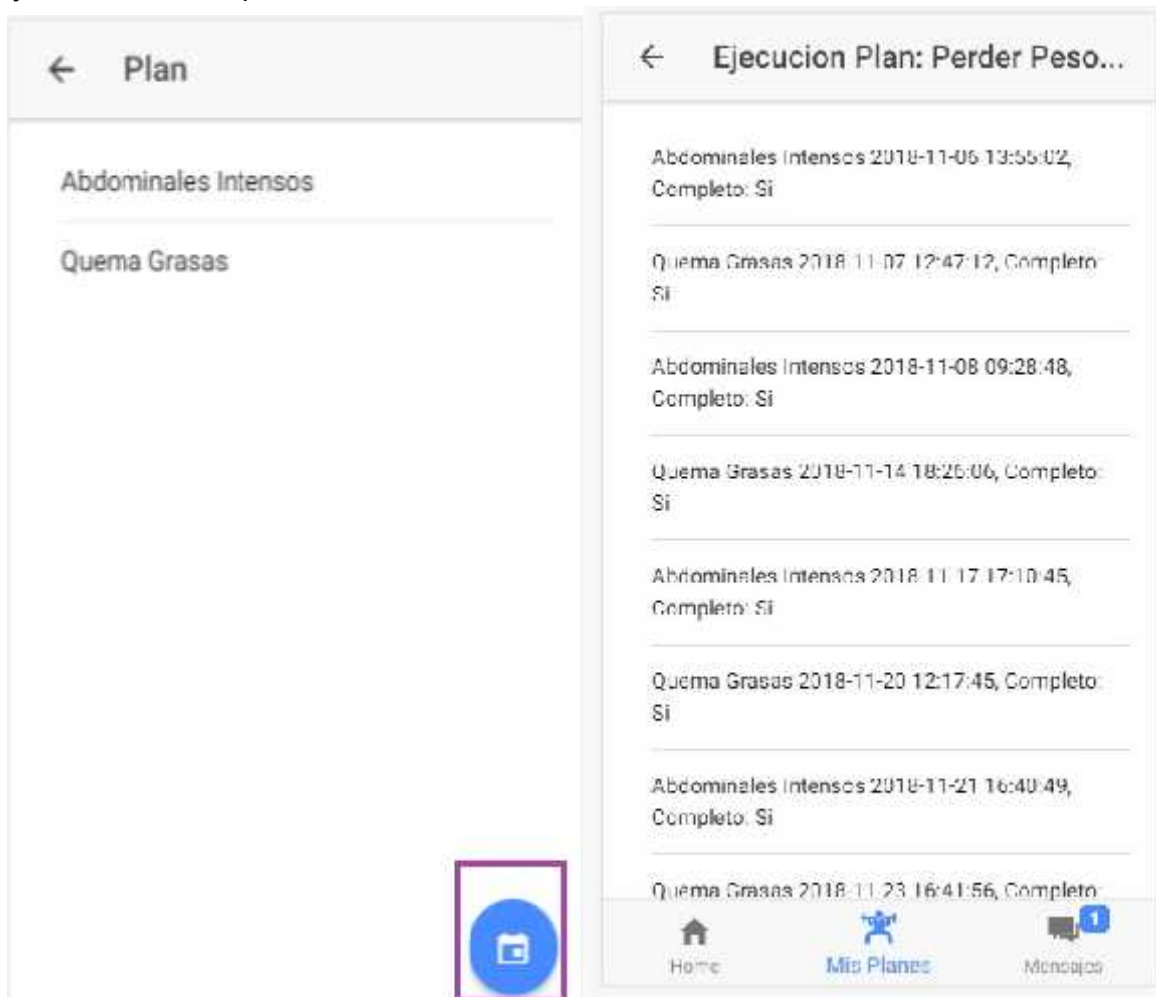 Plan
Abdominales Intensos
Quema Grasas
Ejecucion Plan: Perder Peso...
Abdominales Intensos 2018-11-06 13:55:02,
Completo: Si
Quema Grasas 2018-11-07 12:47:12, Completo:
Si
Abdominales Intensos 2018-11-08 09:28:48,
Completo: Si
Quema Grasas 2018-11-14 18:26:06, Completo:
Si
Abdominales Intensos 2018-11-17 17:10:45,
Completo: Si
Quema Grasas 2018-11-20 12:17:45, Completo:
Si
Abdominales Intensos 2018-11-21 16:40:49,
Completo: Si
Quema Grasas 2018-11-23 16:41:56, Completo:
1
Home
Mis Planes
Mensajes